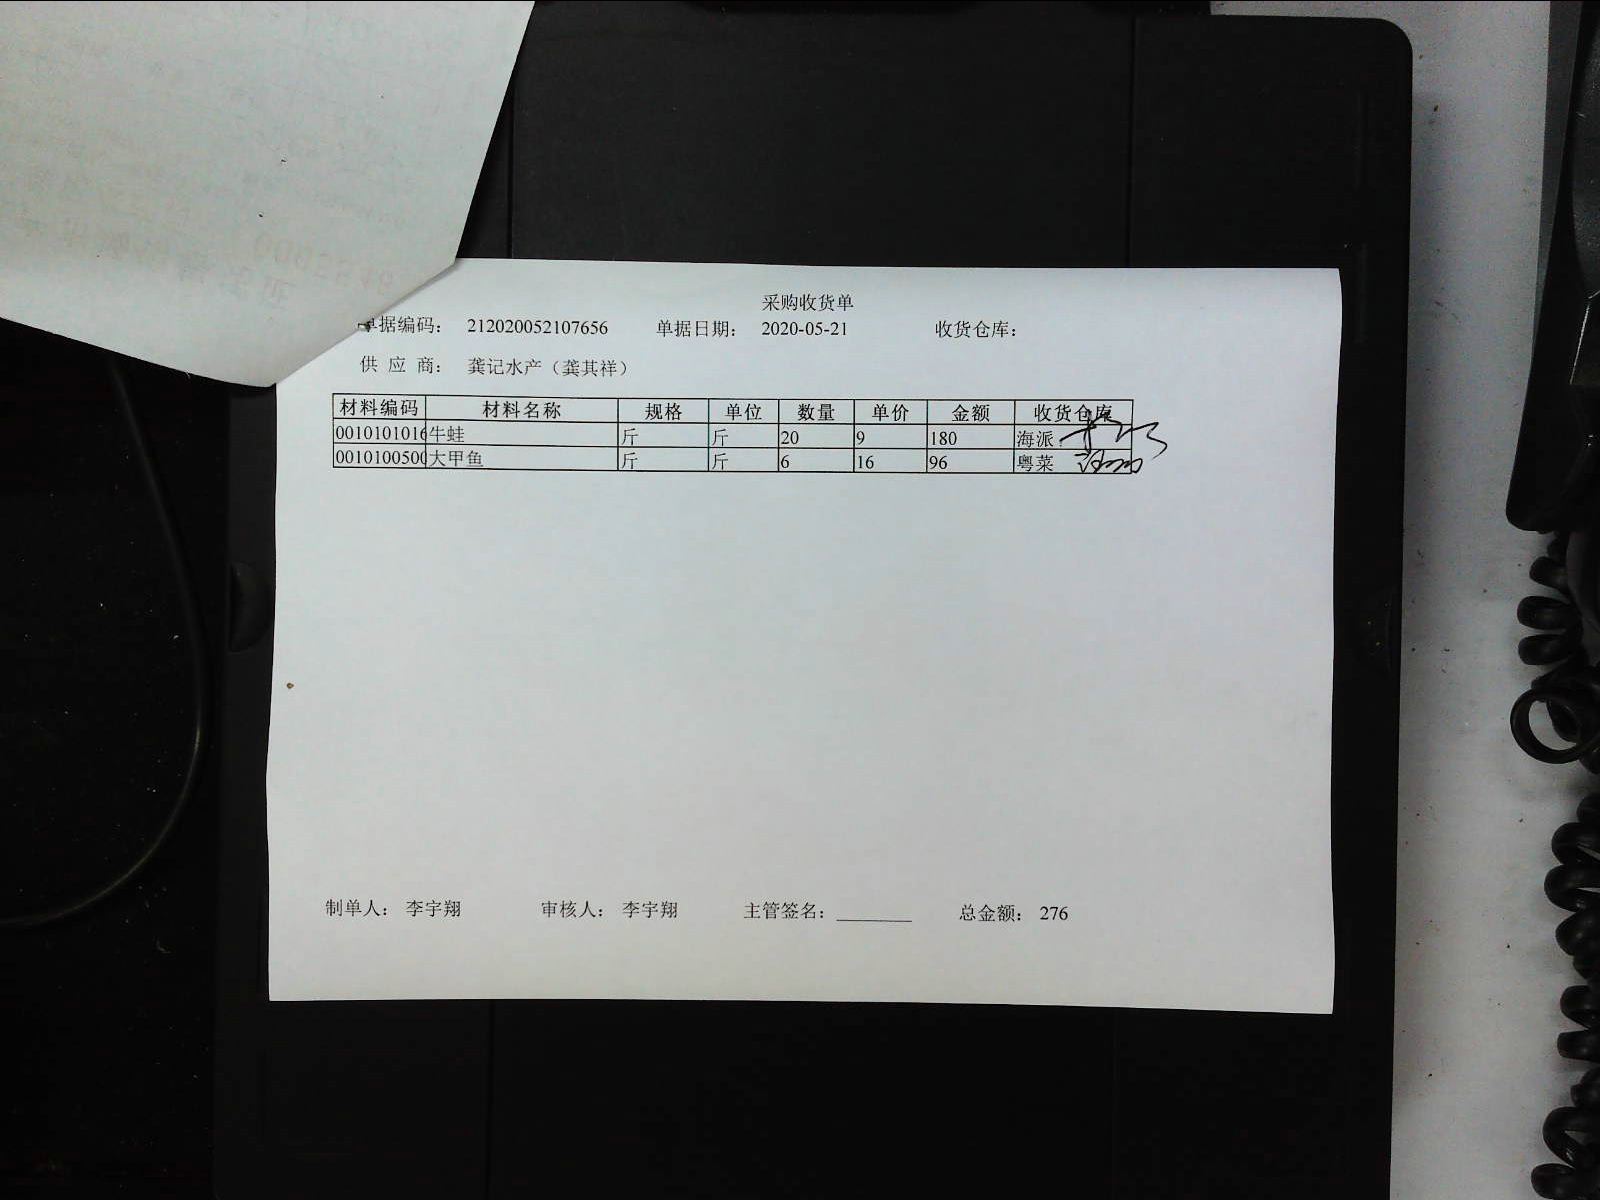 采购收货单
单据编码: 212020052107656 单据日期: 2020-05-21 收货仓库:
供 应 商: 龚记水产（龚其祥）
材料编码 材料名称 规格 单位 数量 单价 金额 收货仓库
0010101016 牛蛙 斤 斤 20 9 180 海派
0010100500 大甲鱼 斤 斤 6 16 96 粤菜
制单人: 李宇翔 审核人: 李宇翔 主管签名: 总金额: 276